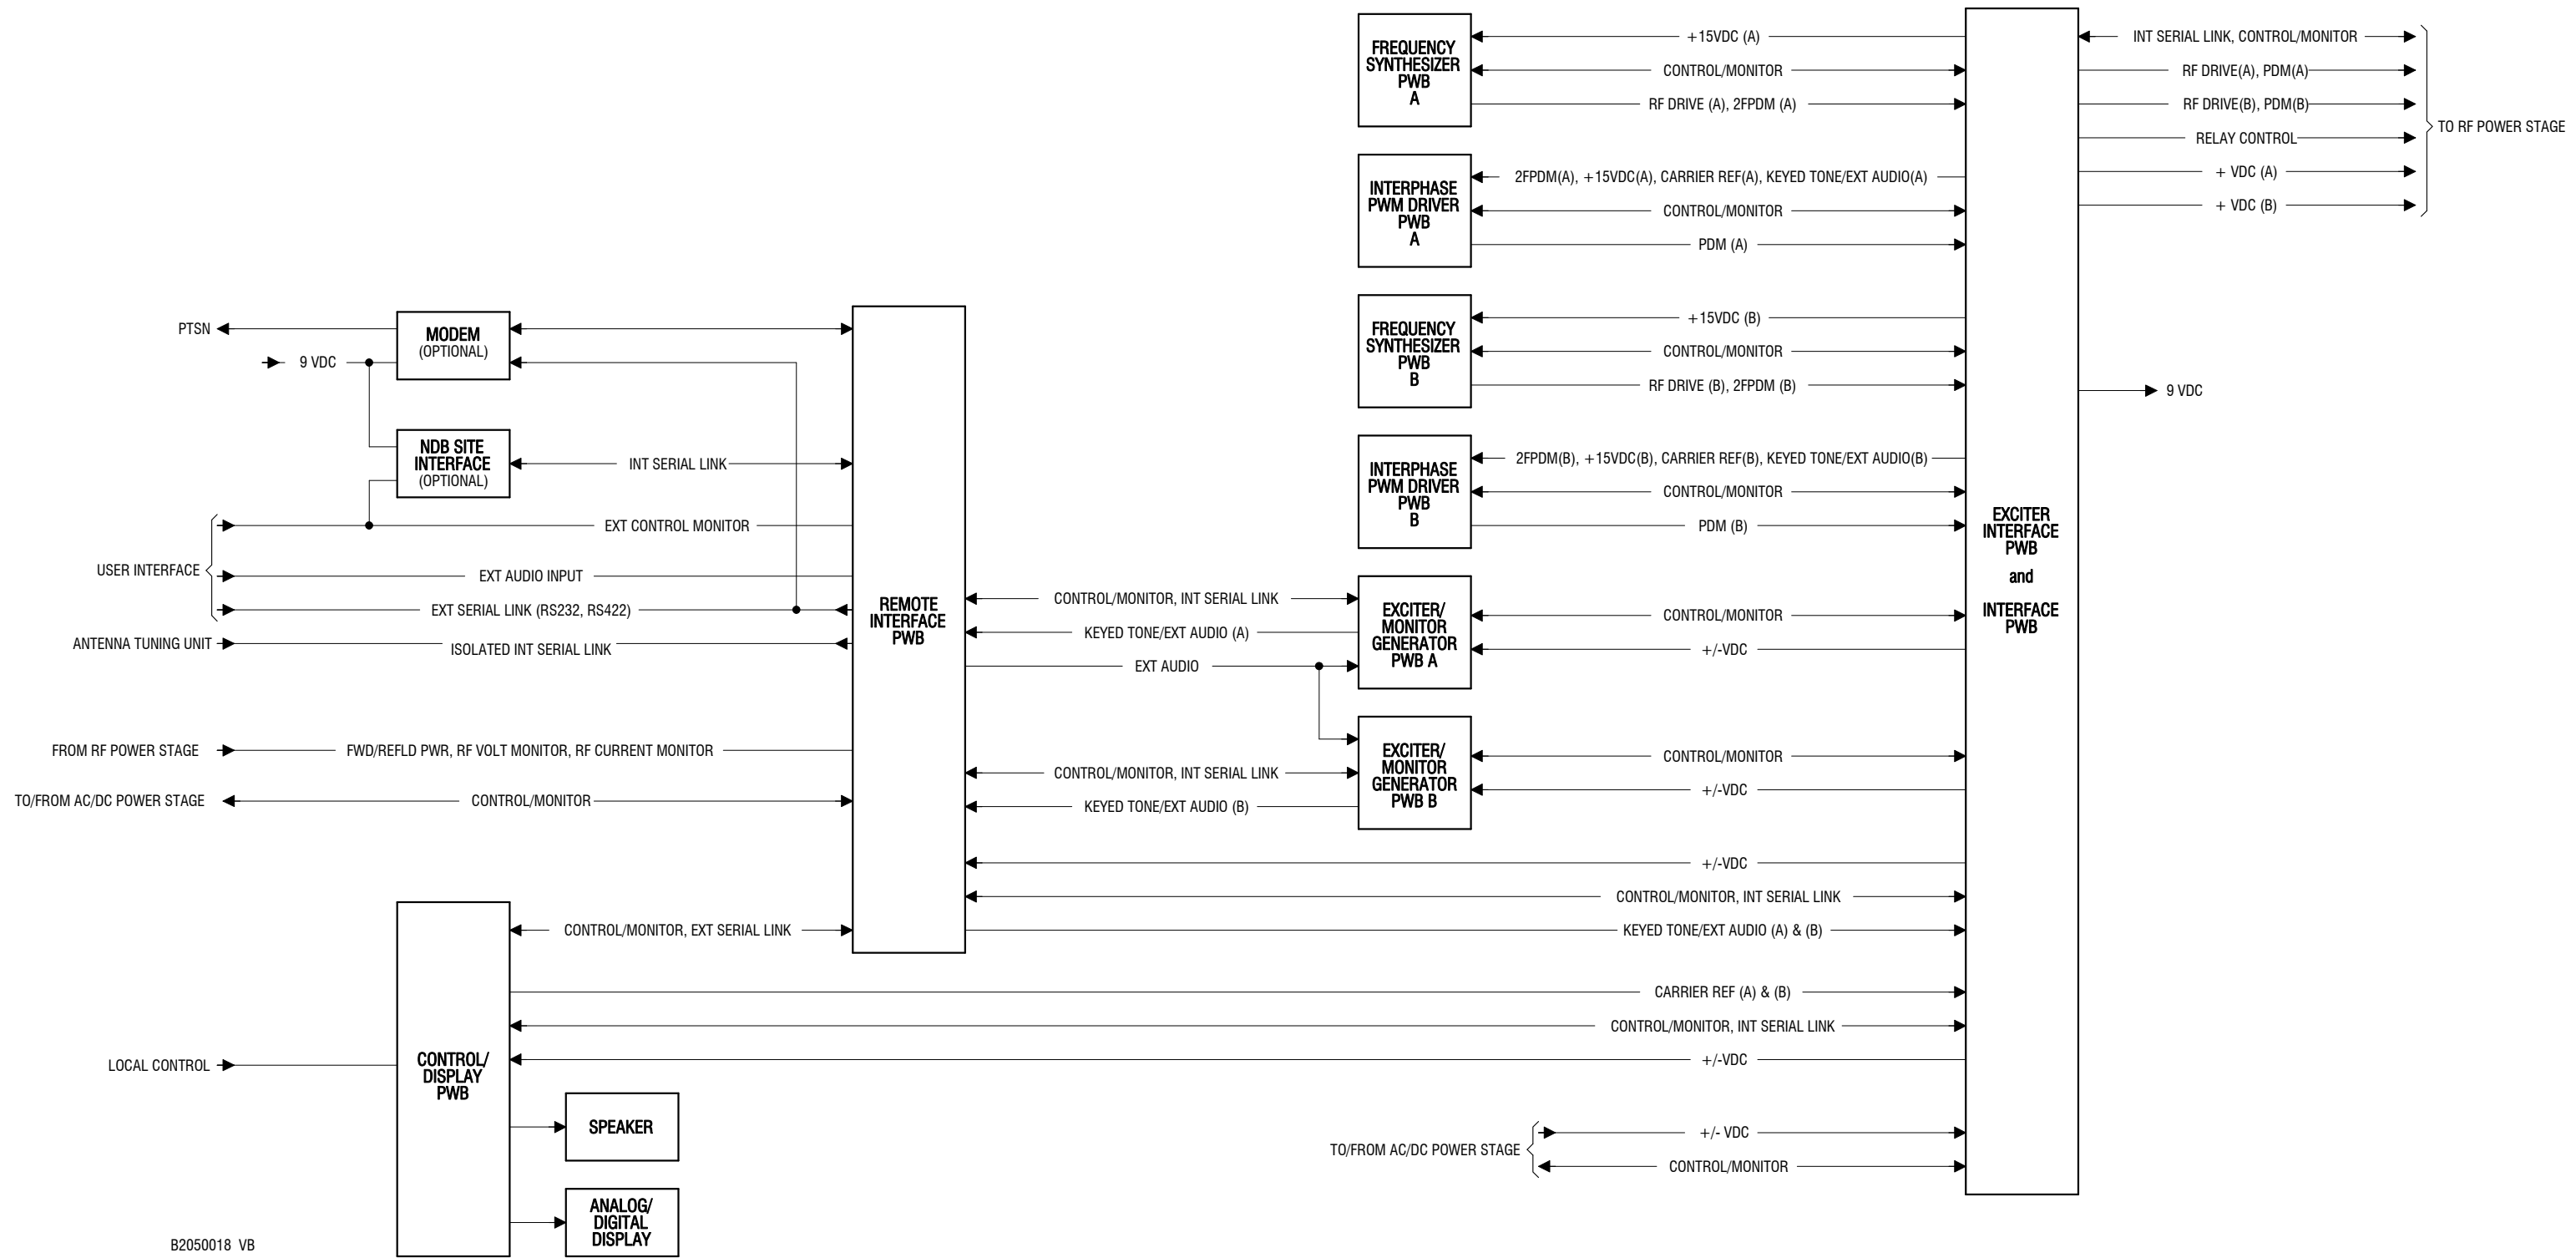 FREQUENCY
SYNTHESIZER
PWB
A
+15VDC (A)
CONTROL/MONITOR
RF DRIVE (A), 2FPDM (A)
INT SERIAL LINK, CONTROL/MONITOR
RF DRIVE(A), PDM(A)
RF DRIVE(B), PDM(B)
RELAY CONTROL
+ VDC (A)
+ VDC (B)
TO RF POWER STAGE
INTERPHASE
PWM DRIVER
PWB
A
2FPDM(A), +15VDC(A), CARRIER REF(A), KEYED TONE/EXT AUDIO(A)
CONTROL/MONITOR
PDM (A)
FREQUENCY
SYNTHESIZER
PWB
B
+15VDC (B)
CONTROL/MONITOR
RF DRIVE (B), 2FPDM (B)
9 VDC
INTERPHASE
PWM DRIVER
PWB
B
2FPDM(B), +15VDC(B), CARRIER REF(B), KEYED TONE/EXT AUDIO(B)
CONTROL/MONITOR
PDM (B)
EXCITER
INTERFACE
PWB
and
INTERFACE
PWB
PTSN
9 VDC
MODEM
(OPTIONAL)
NDB SITE
INTERFACE
(OPTIONAL)
INT SERIAL LINK
USER INTERFACE
EXT CONTROL MONITOR
EXT AUDIO INPUT
EXT SERIAL LINK (RS232, RS422)
ANTENNA TUNING UNIT
ISOLATED INT SERIAL LINK
REMOTE
INTERFACE
PWB
CONTROL/MONITOR, INT SERIAL LINK
KEYED TONE/EXT AUDIO (A)
EXT AUDIO
EXCITER/
MONITOR
GENERATOR
PWB A
CONTROL/MONITOR
+/-VDC
FROM RF POWER STAGE
FWD/REFLD PWR, RF VOLT MONITOR, RF CURRENT MONITOR
TO/FROM AC/DC POWER STAGE
CONTROL/MONITOR
CONTROL/MONITOR, INT SERIAL LINK
KEYED TONE/EXT AUDIO (B)
EXCITER/
MONITOR
GENERATOR
PWB B
CONTROL/MONITOR
+/-VDC
+/-VDC
CONTROL/MONITOR, INT SERIAL LINK
KEYED TONE/EXT AUDIO (A) & (B)
CONTROL/MONITOR, EXT SERIAL LINK
CARRIER REF (A) & (B)
CONTROL/MONITOR, INT SERIAL LINK
+/-VDC
LOCAL CONTROL
CONTROL/
DISPLAY
PWB
SPEAKER
ANALOG/
DIGITAL
DISPLAY
TO/FROM AC/DC POWER STAGE
+/- VDC
CONTROL/MONITOR
B2050018 VB